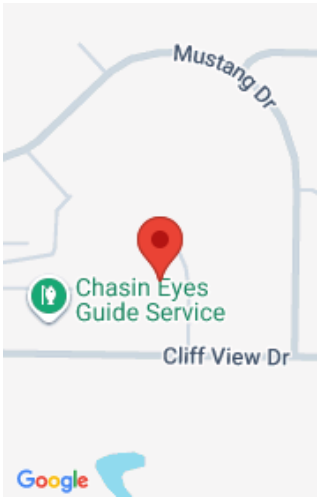 Mustang Dr
Chasin Eyes
Guide Service
Cliff View Dr
Google